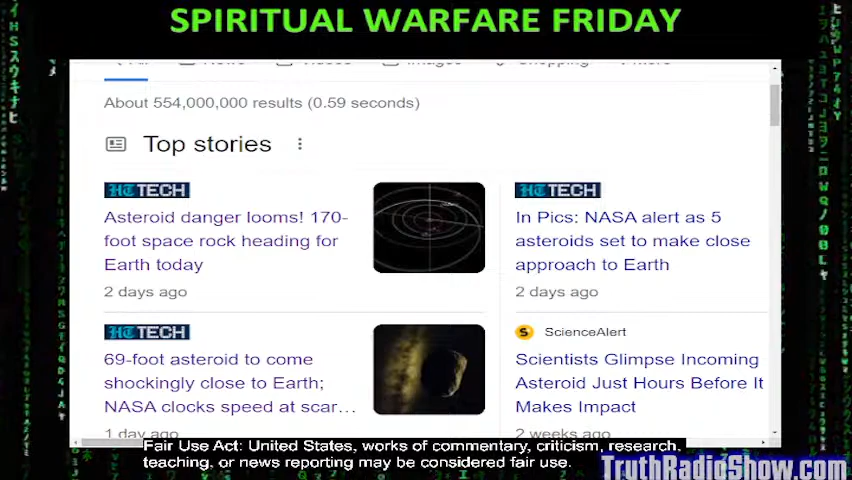 SPIRITUAL WARFARE FRIDAY
About 554,000,000 results (0.59 seconds)
Top stories
HT TECH
Asteroid danger looms! 170-
foot space rock heading for
Earth today
2 days ago
HT TECH
In Pics: NASA alert as 5
asteroids set to make close
approach to Earth
2 days ago
HT TECH
69-foot asteroid to come
shockingly close to Earth;
NASA clocks speed at scar...
1 day ago
ScienceAlert
Scientists Glimpse Incoming
Asteroid Just Hours Before It
Makes Impact
2 weeks ago
Fair Use Act: United States, works of commentary, criticism, research,
teaching, or news reporting may be considered fair use.
TruthRadioShow.com